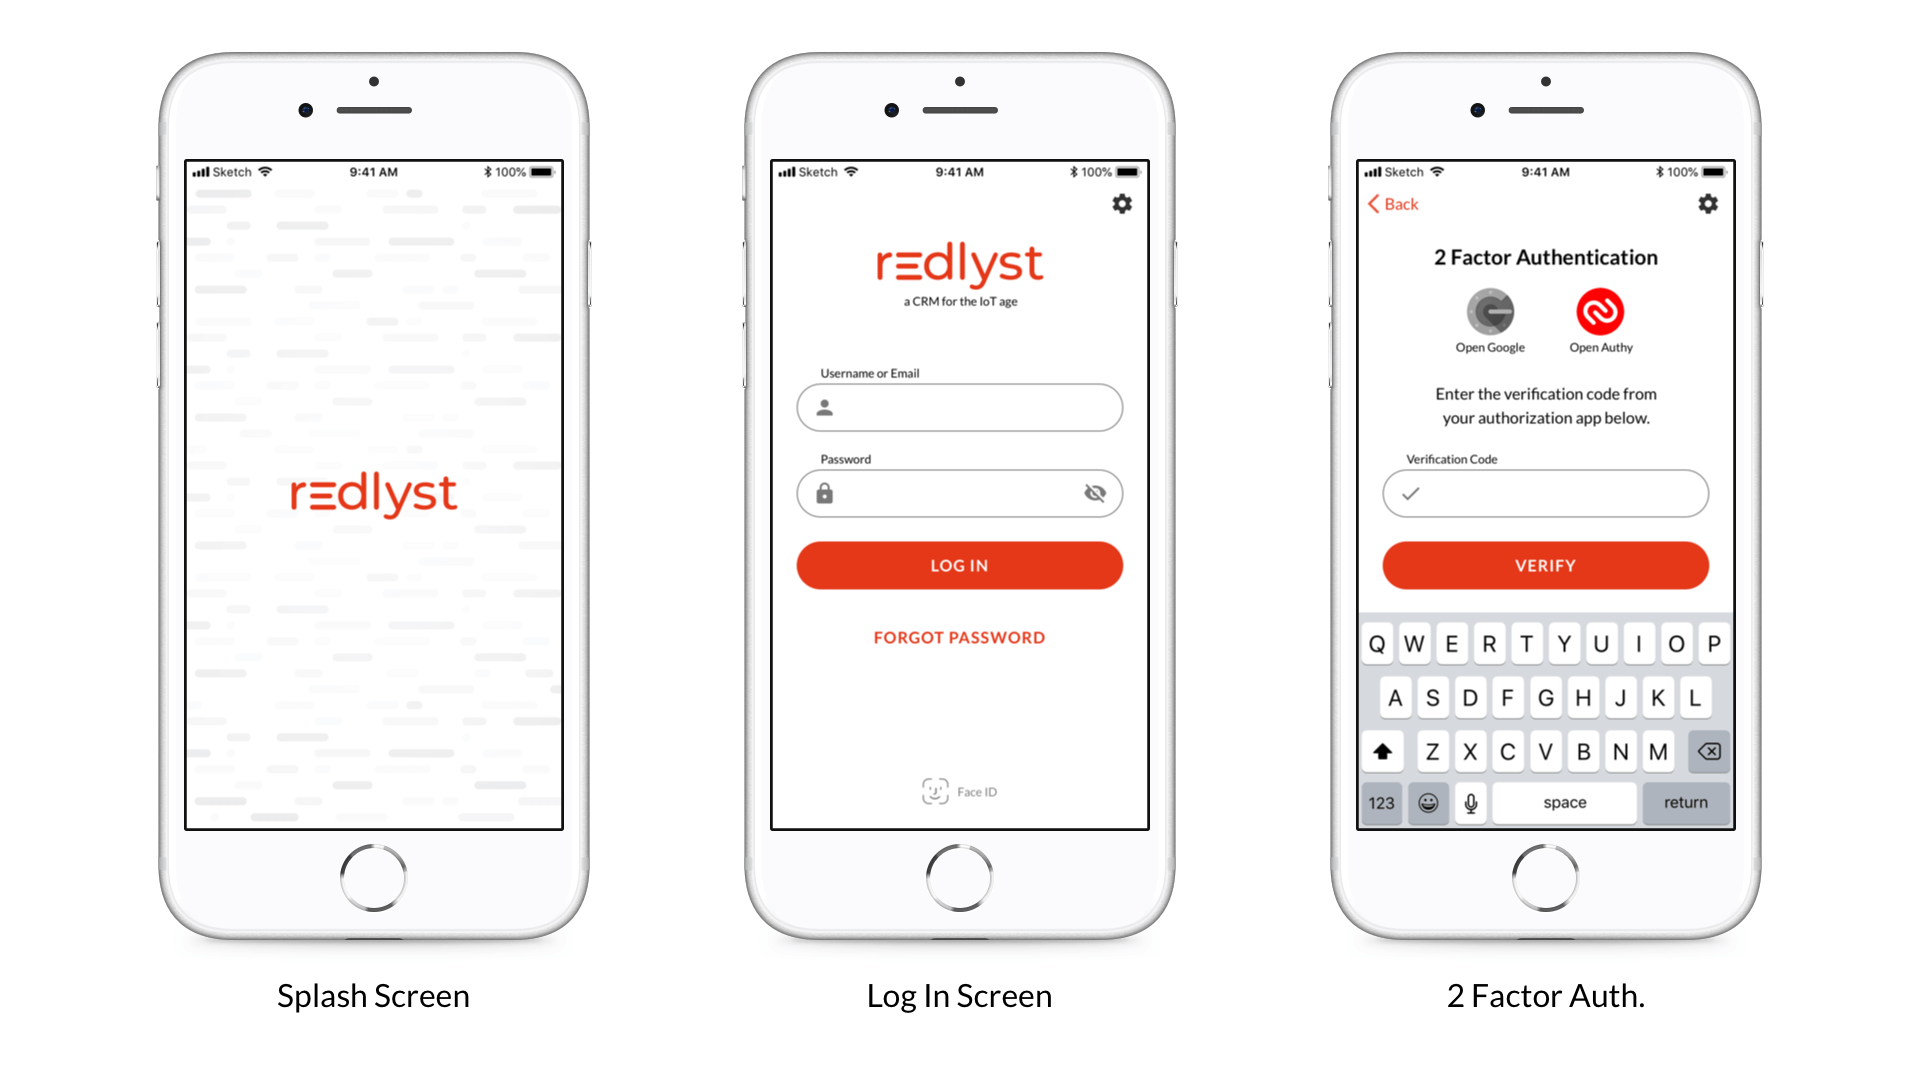 Sketch 9:41 AM 100%
redlyst
Splash Screen
Sketch 9:41 AM 100%
redlyst
a CRM for the IoT age
Username or Email
Password
LOG IN
FORGOT PASSWORD
Face ID
Log In Screen
Sketch 9:41 AM 100%
Back
2 Factor Authentication
Open Google Open Authy
Enter the verification code from
your authorization app below.
Verification Code
VERIFY
Q W E R T Y U I O P
A S D F G H J K L
Z X C V B N M
123 space return
2 Factor Auth.